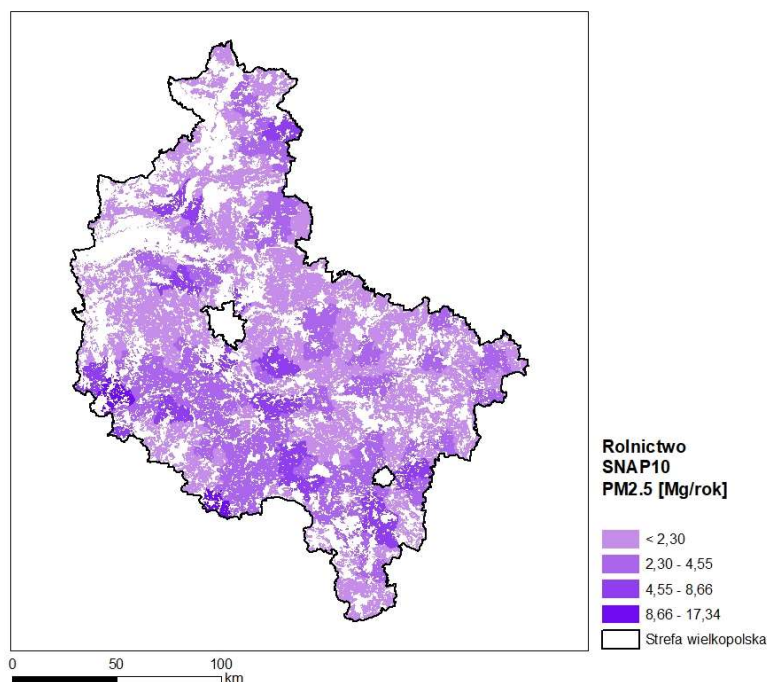 Rolnictwo
SNAP10
PM2.5 [Mg/rok]
< 2,30
2,30 - 4,55
4,55 - 8,66
8,66 - 17,34
Strefa wielkopolska
0 50 100
km